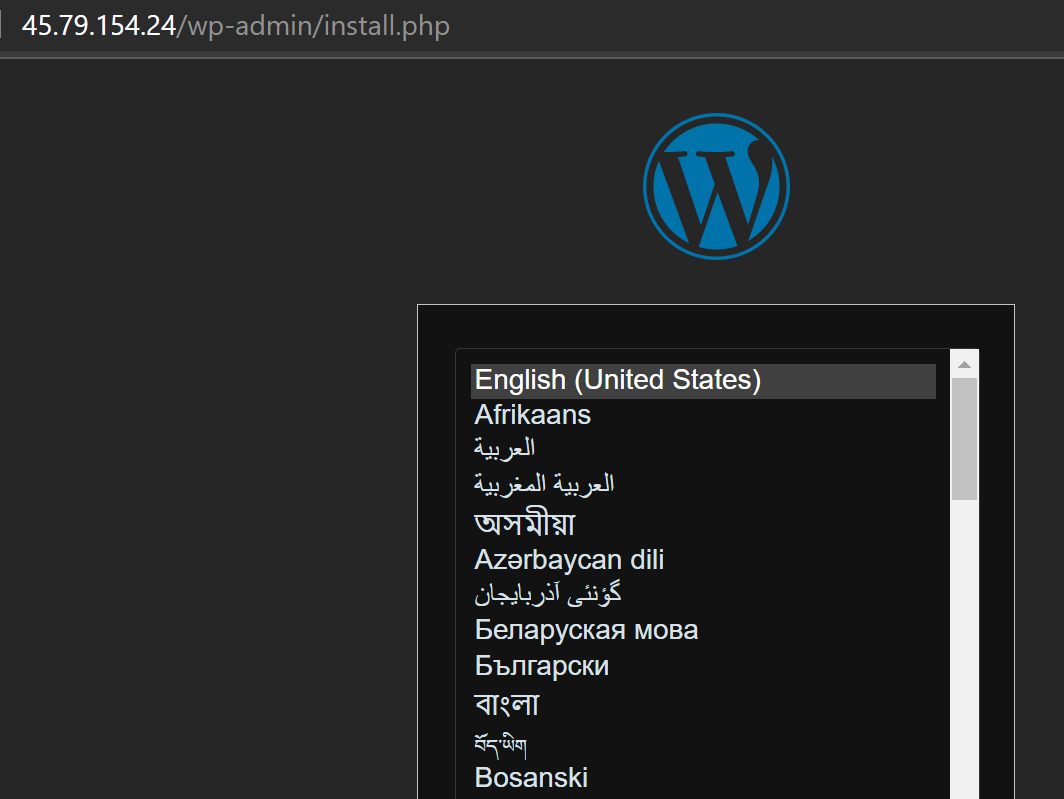 45.79.154.24/wp-admin/install.php
English (United States)
Afrikaans
العربية
العربية المغربية
অসমীয়া
Azərbaycan dili
گؤنئی آذربایجان
Беларуская мова
Български
বাংলা
བོད་ཡིག
Bosanski